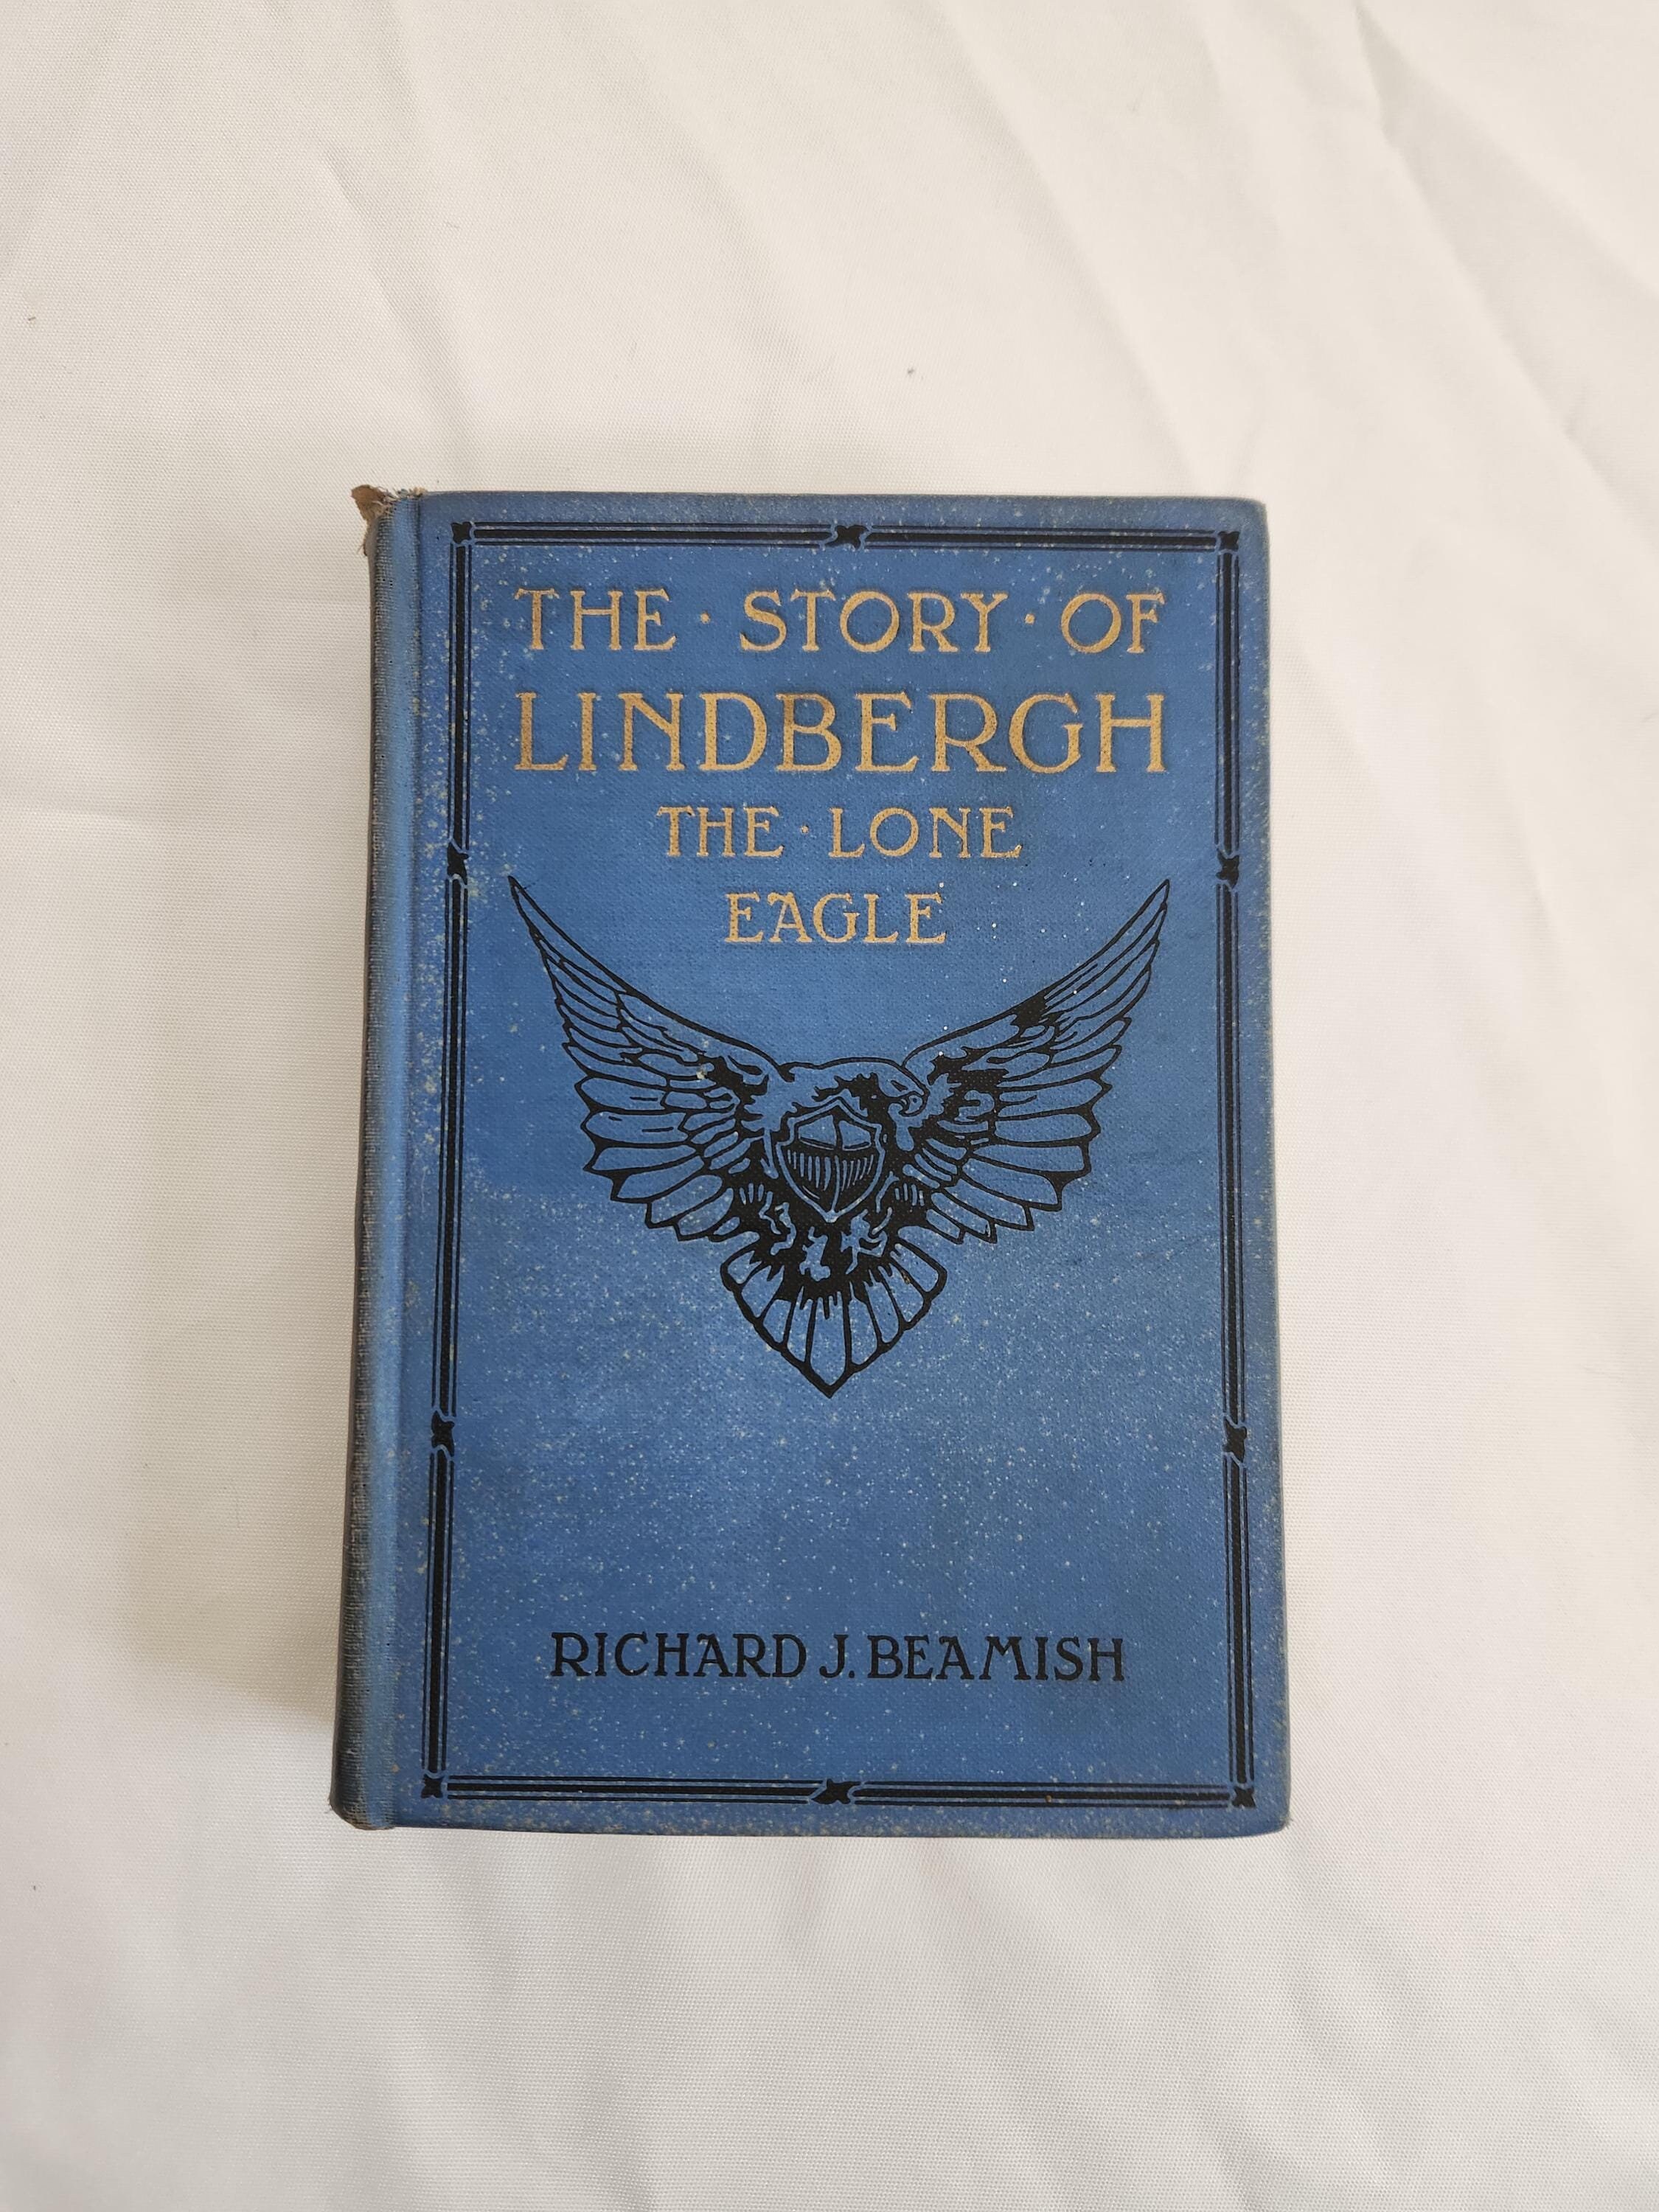 THE · STORY · OF
LINDBERGH
THE · LONE
EAGLE
RICHARD J. BEAMISH